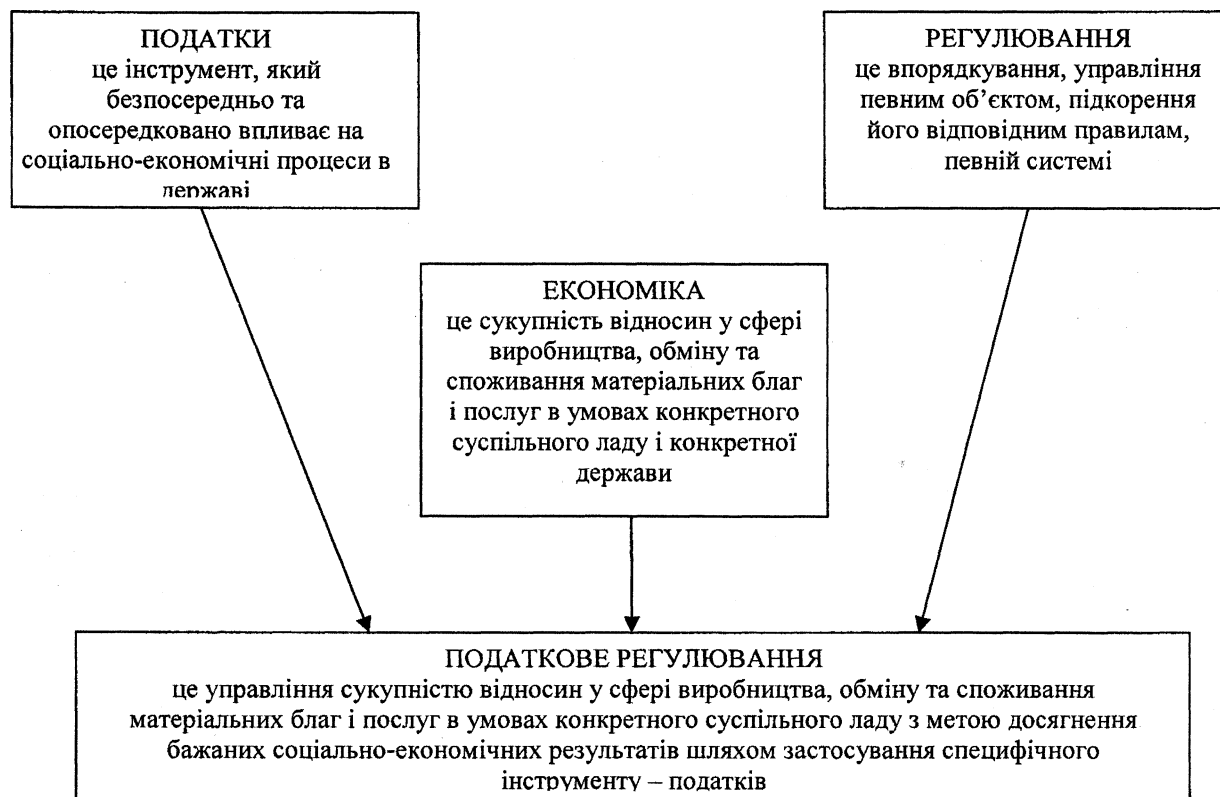 ПОДАТКИ
це інструмент, який
безпосередньо та
опосередковано впливає на
соціально-економічні процеси в
державі
РЕГУЛЮВАННЯ
це впорядкування, управління
певним об’єктом, підкорення
його відповідним правилам,
певній системі
ЕКОНОМІКА
це сукупність відносин у сфері
виробництва, обміну та
споживання матеріальних благ
і послуг в умовах конкретного
суспільного ладу і конкретної
держави
ПОДАТКОВЕ РЕГУЛЮВАННЯ
це управління сукупністю відносин у сфері виробництва, обміну та споживання
матеріальних благ і послуг в умовах конкретного суспільного ладу з метою досягнення
бажаних соціально-економічних результатів шляхом застосування специфічного
інструменту – податків